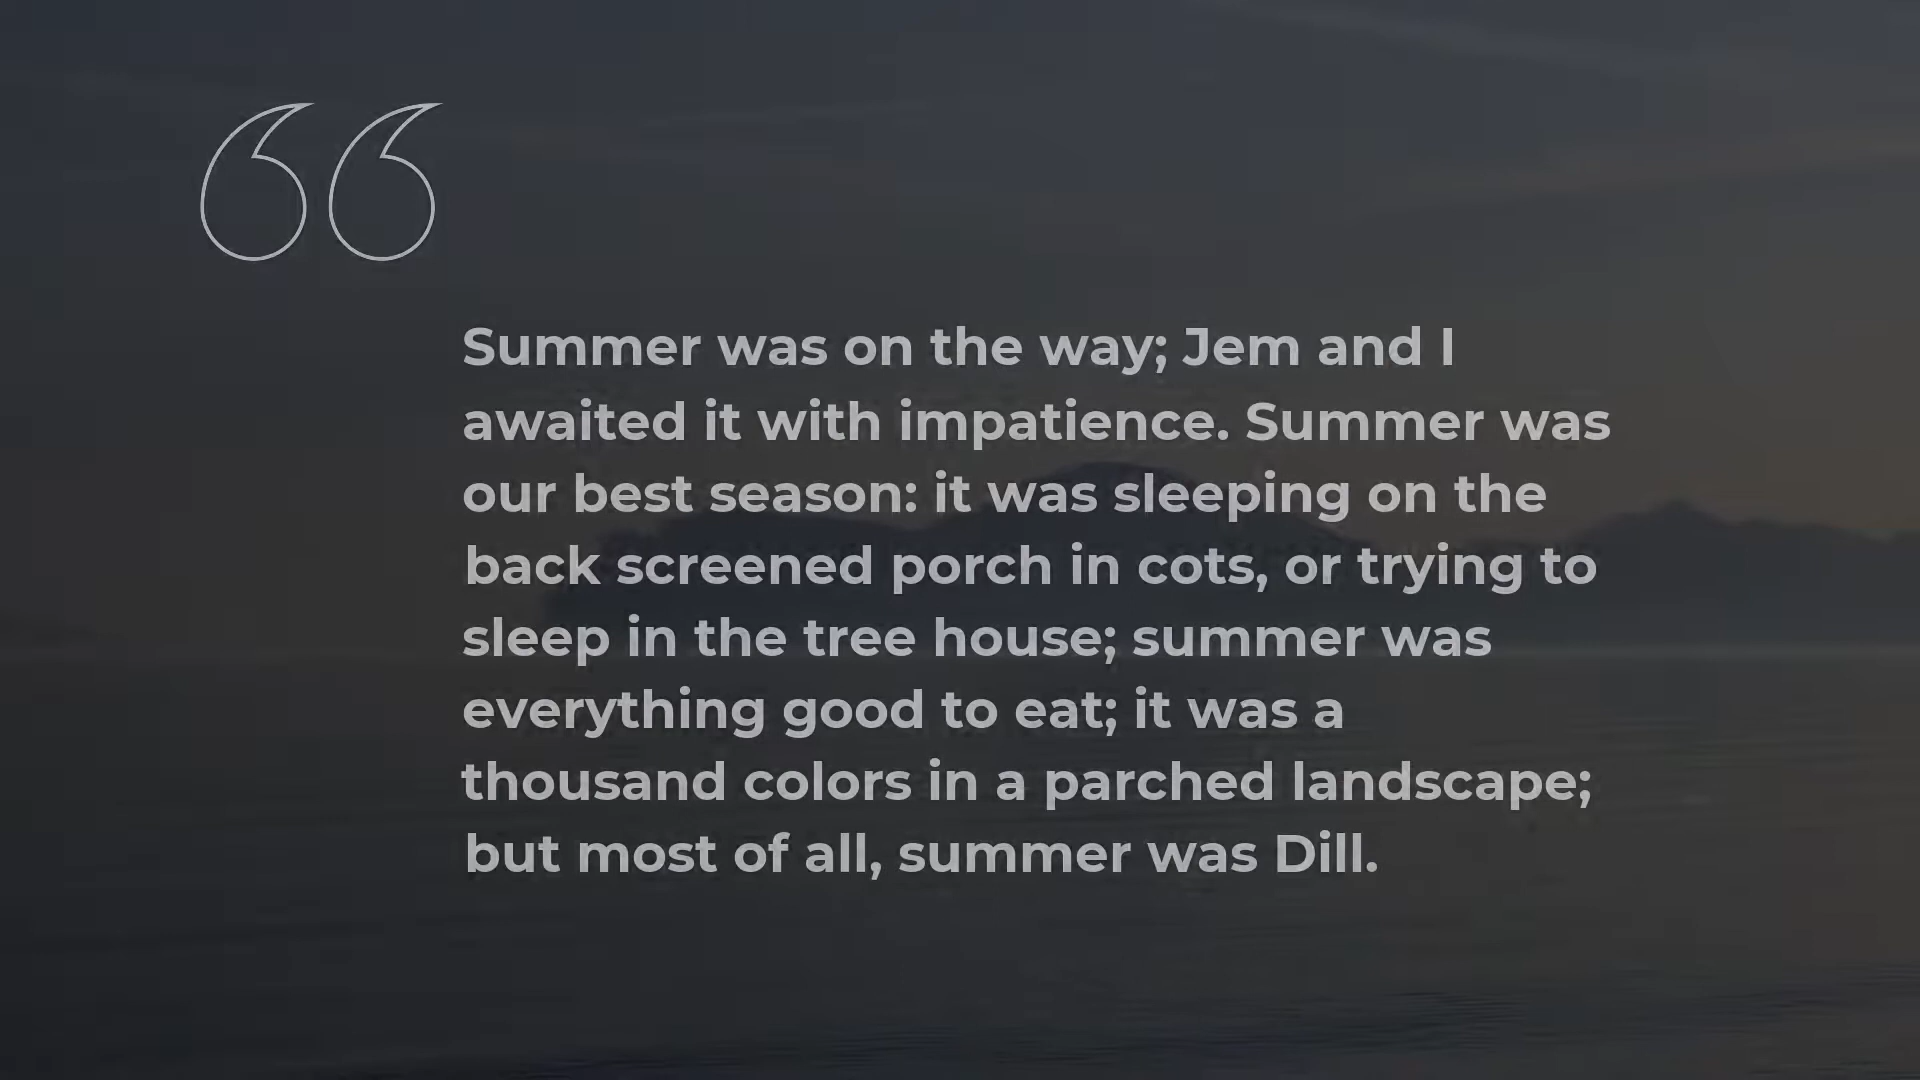 Summer was on the way; Jem and I
awaited it with impatience. Summer was
our best season: it was sleeping on the
back screened porch in cots, or trying to
sleep in the tree house; summer was
everything good to eat; it was a
thousand colors in a parched landscape;
but most of all, summer was Dill.